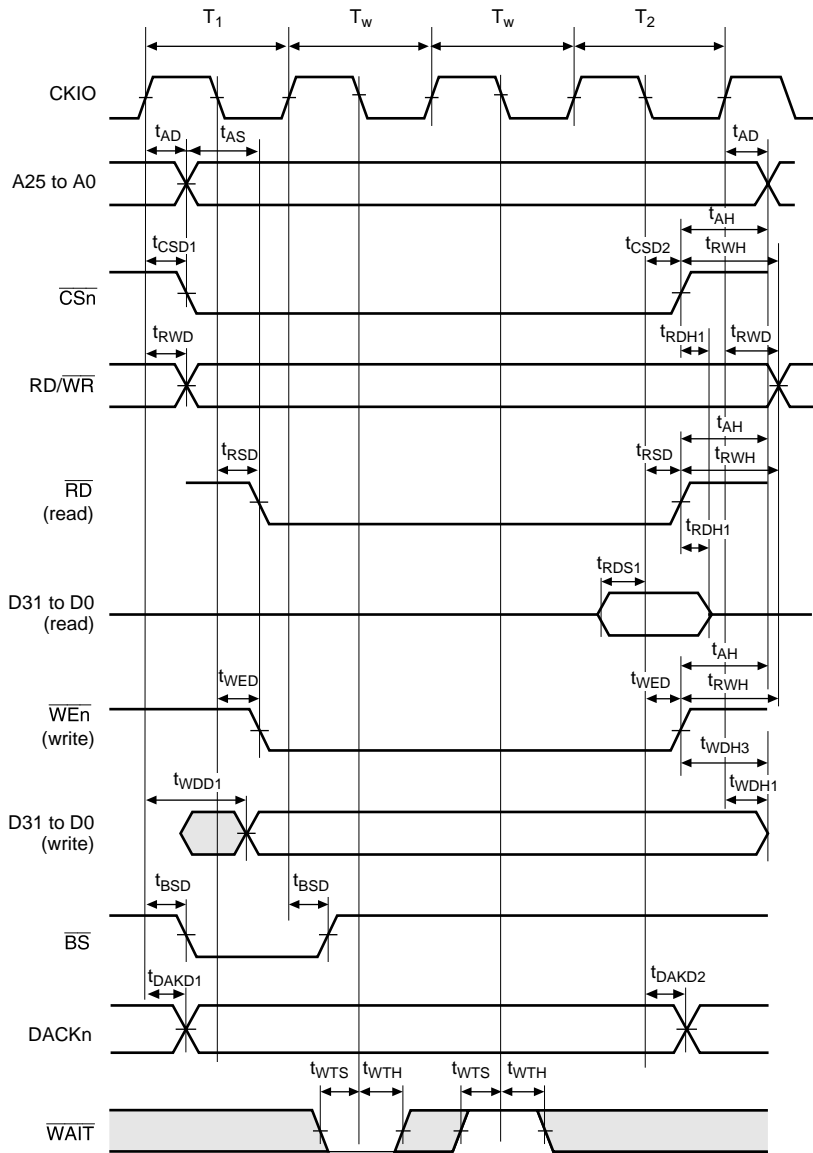 T1 Tw Tw T2
CKIO
tAD tAS tAD
A25 to A0
tAH
tCSD1 tCSD2 tRWH
CSn
tRWD tRDH1 tRWD
RD/WR
tAH
tRSD tRSD tRWH
RD
(read)
tRDH1
tRDS1
D31 to D0
(read)
tAH
tWED tWED tRWH
WEn
(write)
tWDH3
tWDD1 tWDH1
D31 to D0
(write)
tBSD tBSD
BS
tDAKD1 tDAKD2
DACKn
tWTS tWTH tWTS tWTH
WAIT